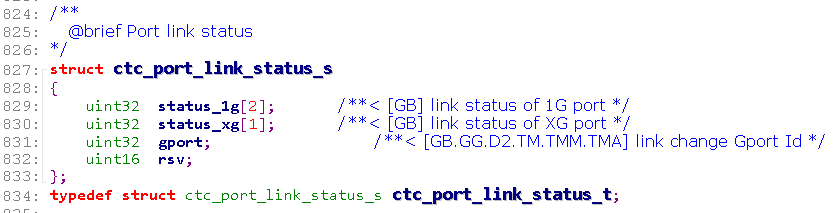 824: /**
825:    @brief Port link status
826: */
827: struct ctc_port_link_status_s
828: {
829:     uint32  status_1g[2];        /**< [GB] link status of 1G port */
830:     uint32  status_xg[1];        /**< [GB] link status of XG port */
831:     uint32  gport;                    /**< [GB.GG.D2.TM.TMM.TMA] link change Gport Id */
832:     uint16  rsv;
833: };
834: typedef struct ctc_port_link_status_s ctc_port_link_status_t;